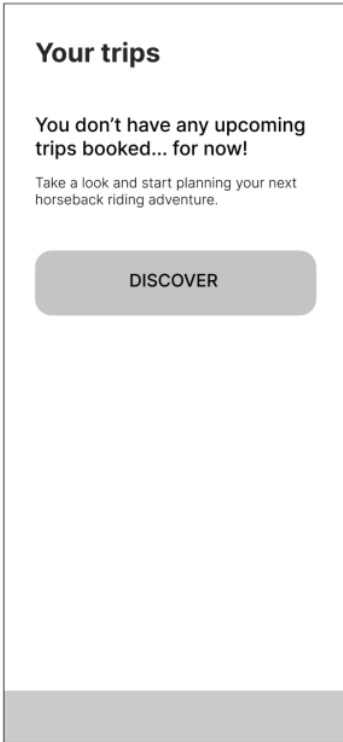 Your trips
You don’t have any upcoming
trips booked... for now!
Take a look and start planning your next
horseback riding adventure.
DISCOVER